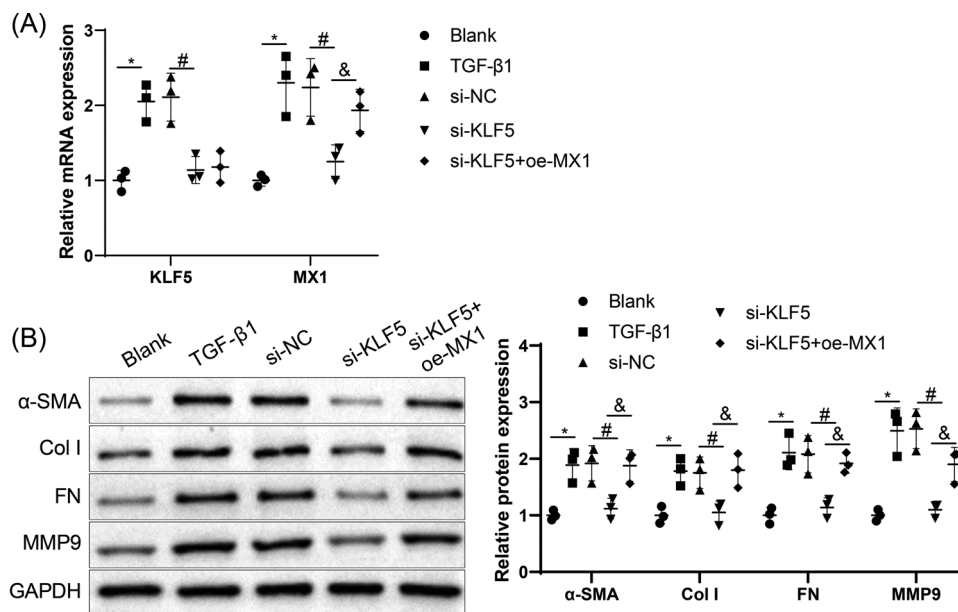 (A)
Relative mRNA expression
3
2
1
0
* # * # &
KLF5 MX1
Blank
TGF-β1
si-NC
si-KLF5
si-KLF5+oe-MX1
(B)
Blank TGF-β1 si-NC si-KLF5 si-KLF5+
oe-MX1
α-SMA
Col I
FN
MMP9
GAPDH
Blank
TGF-β1
si-NC
si-KLF5
si-KLF5+oe-MX1
Relative protein expression
3
2
1
0
* # & * # & * # & * # &
α-SMA Col I FN MMP9